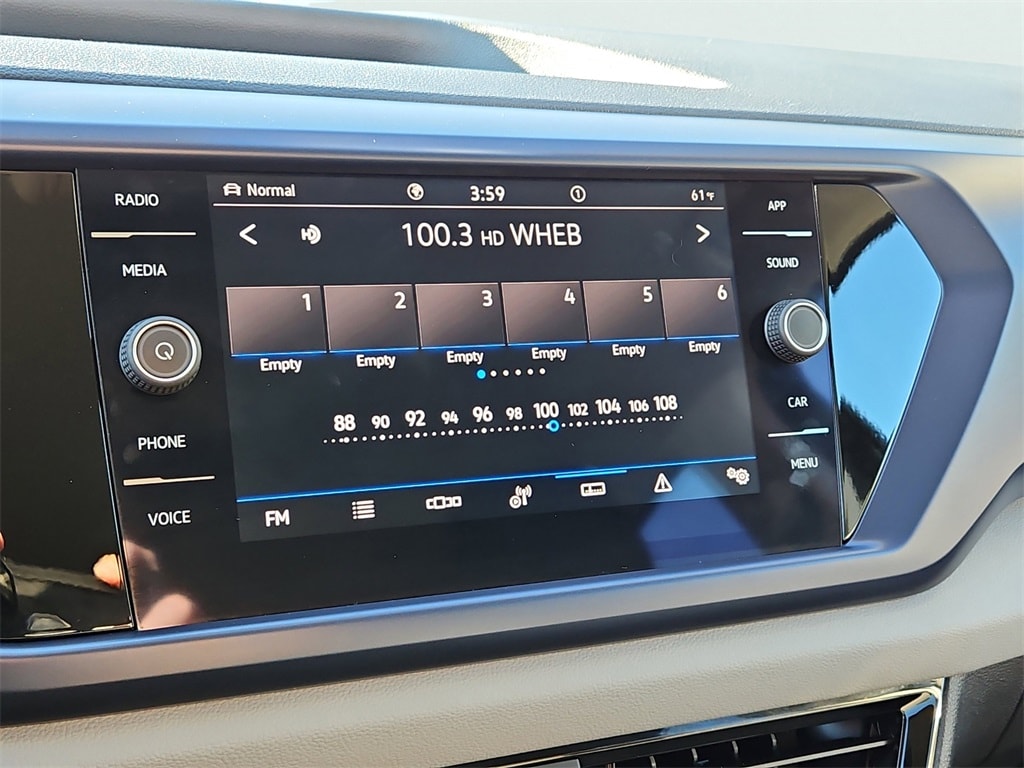 RADIO
MEDIA
PHONE
VOICE
Normal 3:59 1 61°F
100.3 HD WHEB
1 2 3 4 5 6
Empty Empty Empty Empty Empty Empty
88 90 92 94 96 98 100 102 104 106 108
FM
APP
SOUND
CAR
MENU